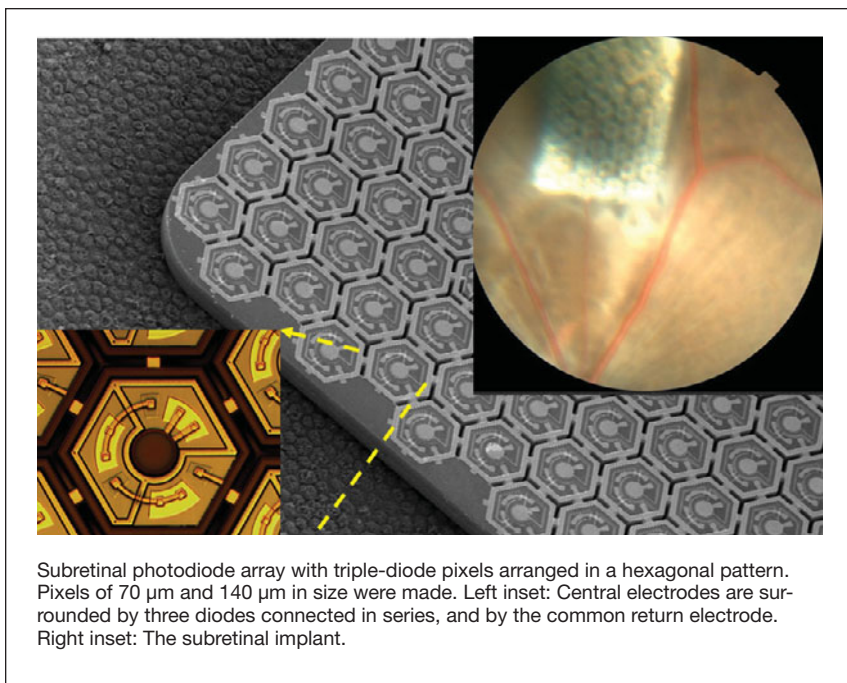 Subretinal photodiode array with triple-diode pixels arranged in a hexagonal pattern.
Pixels of 70 µm and 140 µm in size were made. Left inset: Central electrodes are sur-
rounded by three diodes connected in series, and by the common return electrode.
Right inset: The subretinal implant.